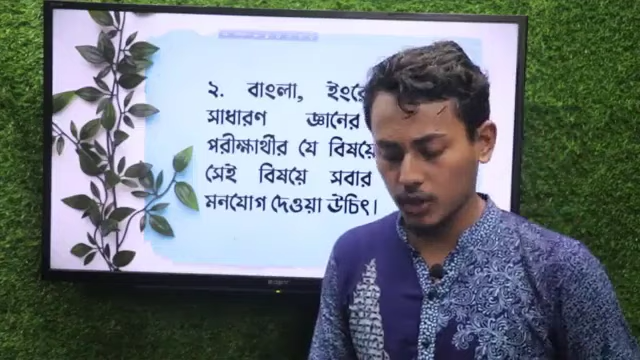 ২. বাংলা,
সাধারণ জ্ঞানের
পরীক্ষার্থীর যে বিষয়ে
সেই বিষয়ে সবার
মনযোগ দেওয়া উচিৎ।